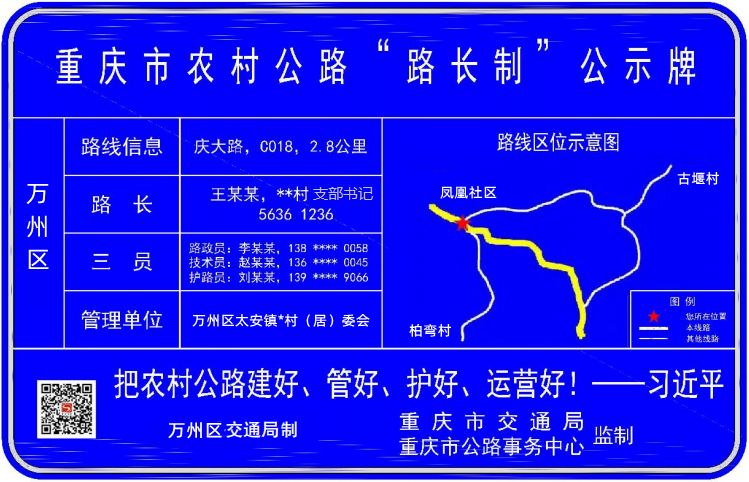 重庆市农村公路“路长制”公示牌
万州区
路线信息
庆大路，C018，2.8公里
路 长
王某某，**村支部书记
5636 1236
三 员
路政员：李某某，138 **** 0058
技术员：赵某某，136 **** 0045
护路员：刘某某，139 **** 9066
管理单位
万州区太安镇*村（居）委会
路线区位示意图
凤凰社区
古堰村
柏弯村
图 例
您所在位置
本线路
其他线路
把农村公路建好、管好、护好、运营好！——习近平
万州区交通局制
重庆市交通局
重庆市公路事务中心
监制